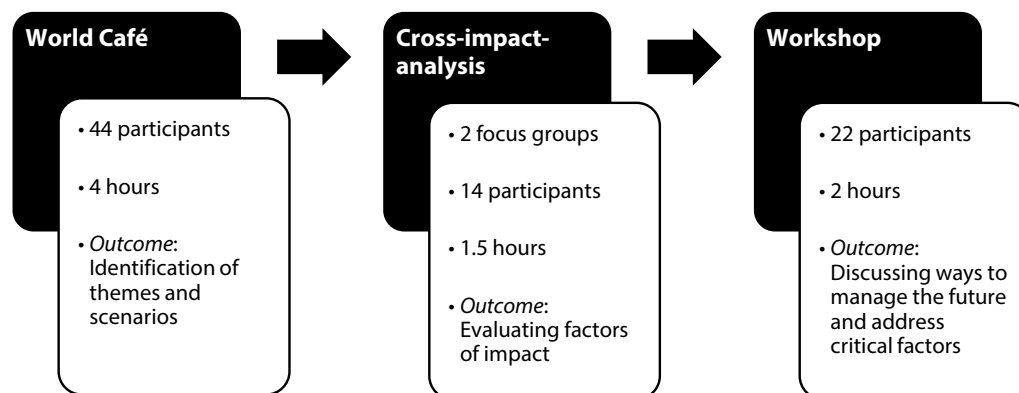 World Café
• 44 participants
• 4 hours
• Outcome:
Identification of
themes and
scenarios
Cross-impact-
analysis
• 2 focus groups
• 14 participants
• 1.5 hours
• Outcome:
Evaluating factors
of impact
Workshop
• 22 participants
• 2 hours
• Outcome:
Discussing ways to
manage the future
and address
critical factors